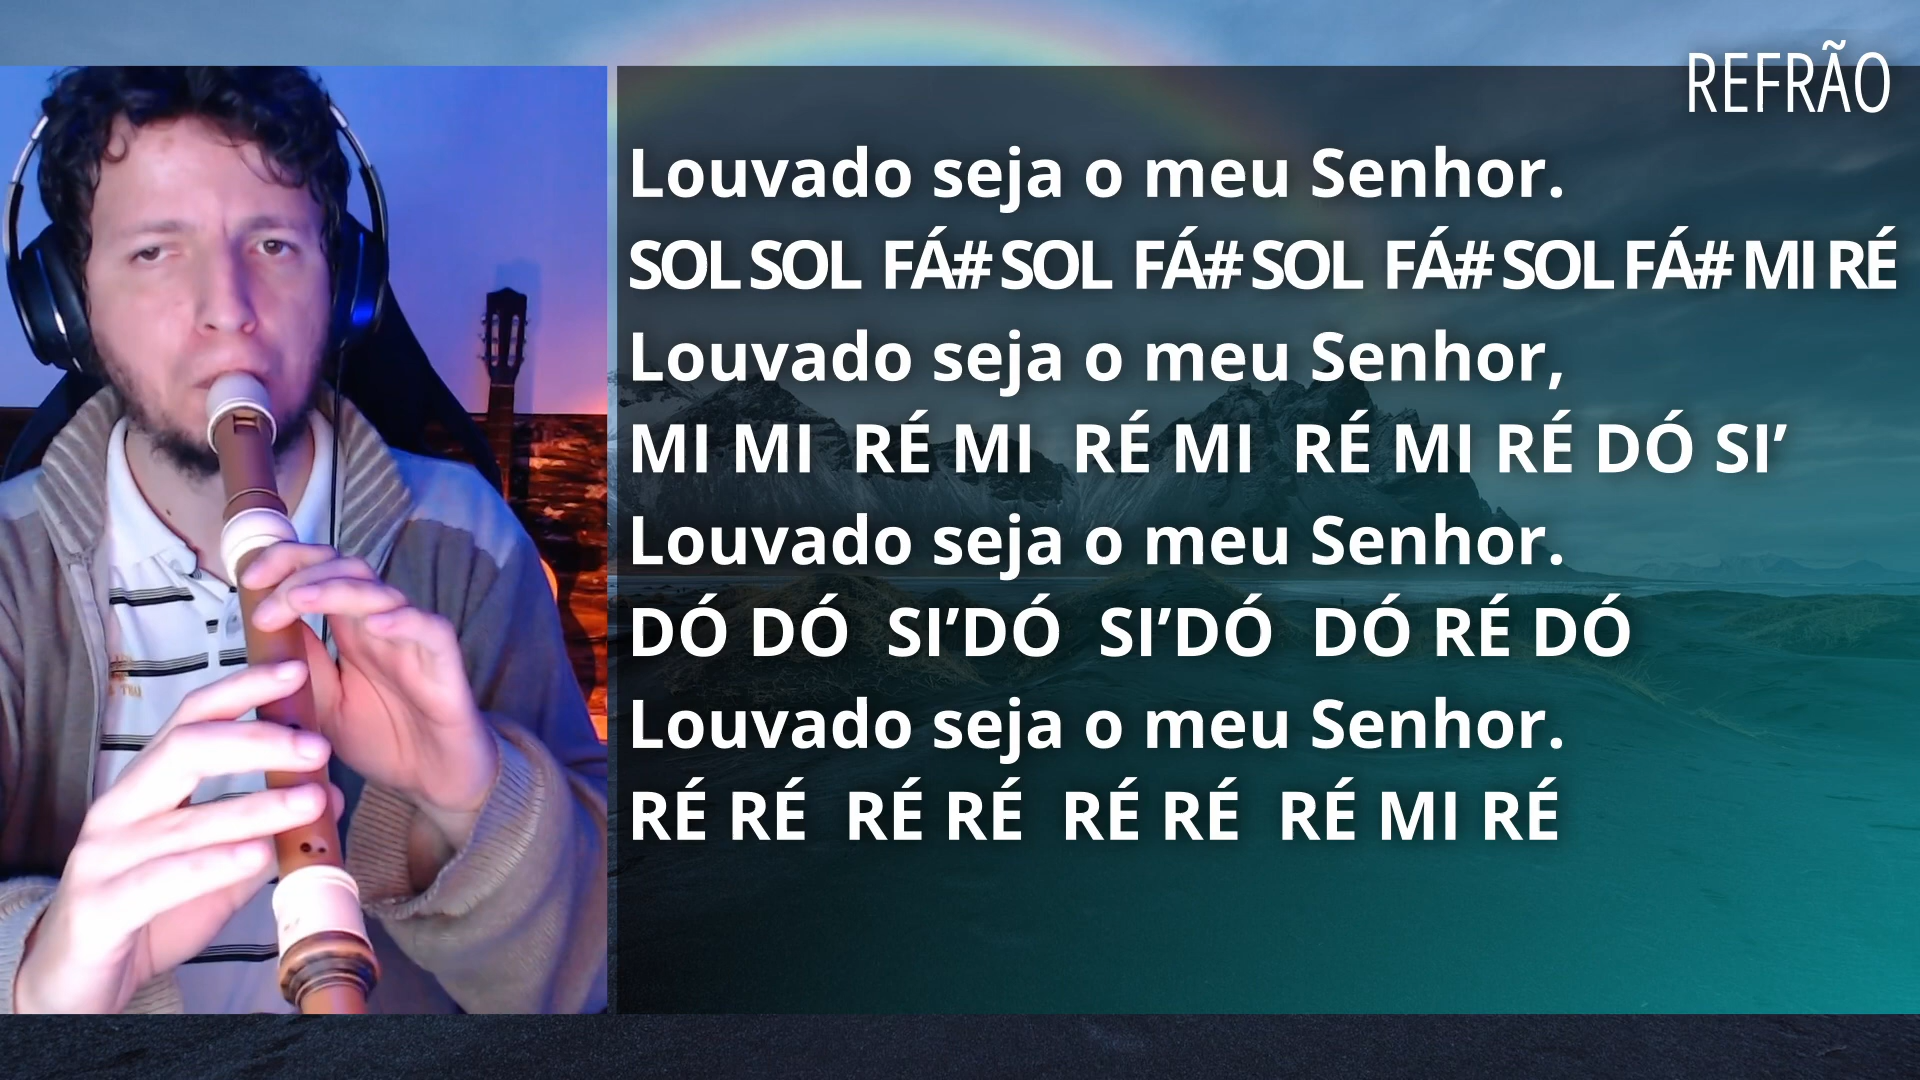 REFRÃO
Louvado seja o meu Senhor.
SOL SOL FÁ# SOL FÁ# SOL FÁ# SOL FÁ# MI RÉ
Louvado seja o meu Senhor,
MI MI RÉ MI RÉ MI RÉ MI RÉ DÓ SI’
Louvado seja o meu Senhor.
DÓ DÓ SI’DÓ SI’DÓ DÓ RÉ DÓ
Louvado seja o meu Senhor.
RÉ RÉ RÉ RÉ RÉ RÉ RÉ MI RÉ